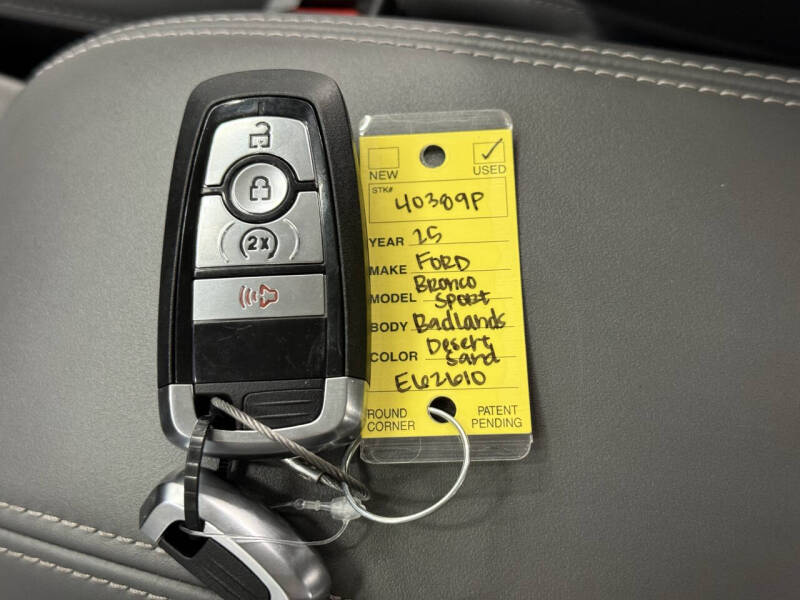 2x
NEW
USED
STK#
40389P
YEAR 25
MAKE FORD
Bronco
MODEL Sport
BODY Badlands
Desert
COLOR Sand
E62610
ROUND PATENT
CORNER PENDING